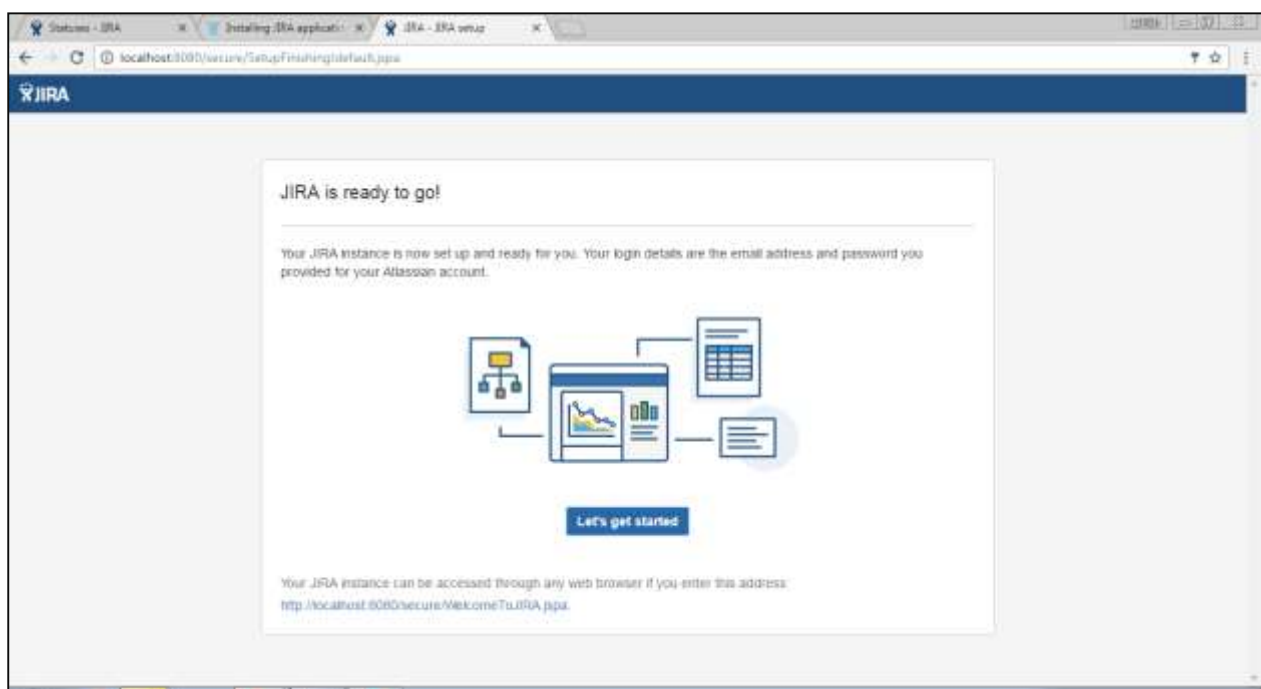 Statuses - JIRA
Installing JIRA applicati
JIRA - JIRA setup
localhost:8080/secure/SetupFinishing!default.jspa
JIRA
JIRA is ready to go!
Your JIRA instance is now set up and ready for you. Your login details are the email address and password you
provided for your Atlassian account.
Let's get started
Your JIRA instance can be accessed through any web browser if you enter this address:
http://localhost:8080/secure/WelcomeToJIRA.jspa.